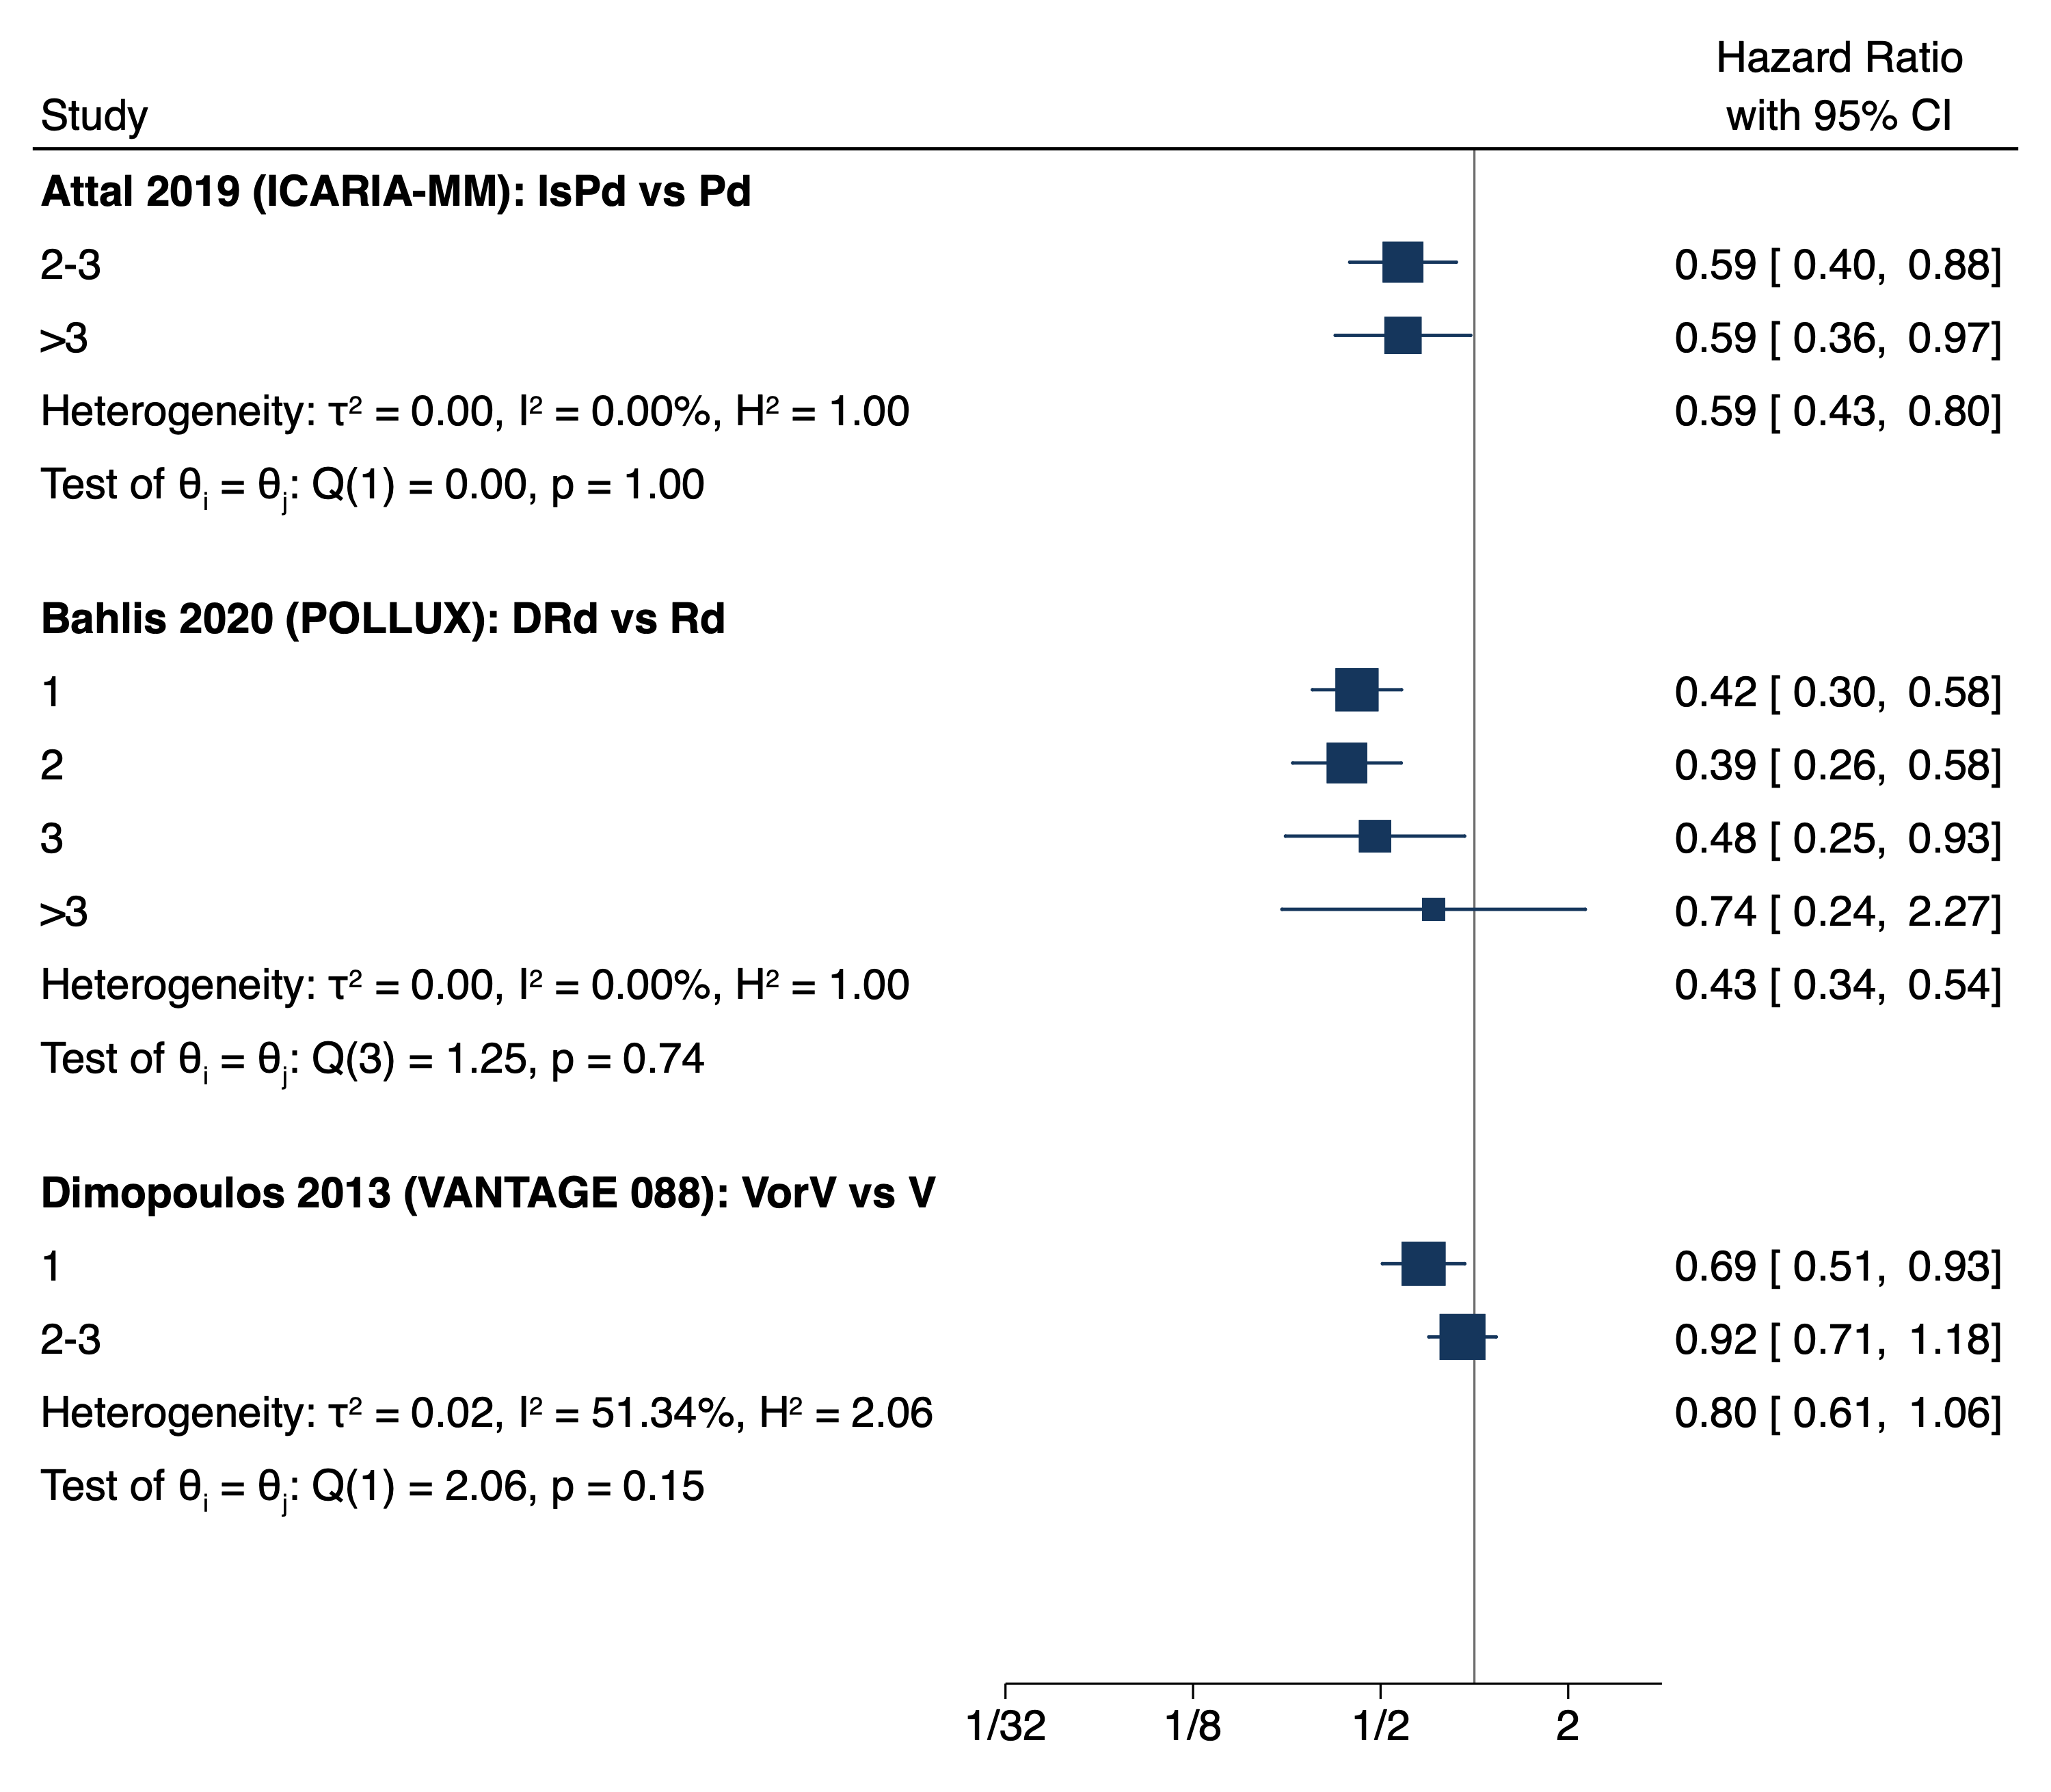 Hazard Ratio
Study with 95% CI
Attal 2019 (ICARIA-MM): IsPd vs Pd
2-3 0.59 [ 0.40, 0.88]
>3 0.59 [ 0.36, 0.97]
Heterogeneity: τ² = 0.00, I² = 0.00%, H² = 1.00 0.59 [ 0.43, 0.80]
Test of θᵢ = θⱼ: Q(1) = 0.00, p = 1.00
Bahlis 2020 (POLLUX): DRd vs Rd
1 0.42 [ 0.30, 0.58]
2 0.39 [ 0.26, 0.58]
3 0.48 [ 0.25, 0.93]
>3 0.74 [ 0.24, 2.27]
Heterogeneity: τ² = 0.00, I² = 0.00%, H² = 1.00 0.43 [ 0.34, 0.54]
Test of θᵢ = θⱼ: Q(3) = 1.25, p = 0.74
Dimopoulos 2013 (VANTAGE 088): VorV vs V
1 0.69 [ 0.51, 0.93]
2-3 0.92 [ 0.71, 1.18]
Heterogeneity: τ² = 0.02, I² = 51.34%, H² = 2.06 0.80 [ 0.61, 1.06]
Test of θᵢ = θⱼ: Q(1) = 2.06, p = 0.15
1/32 1/8 1/2 2